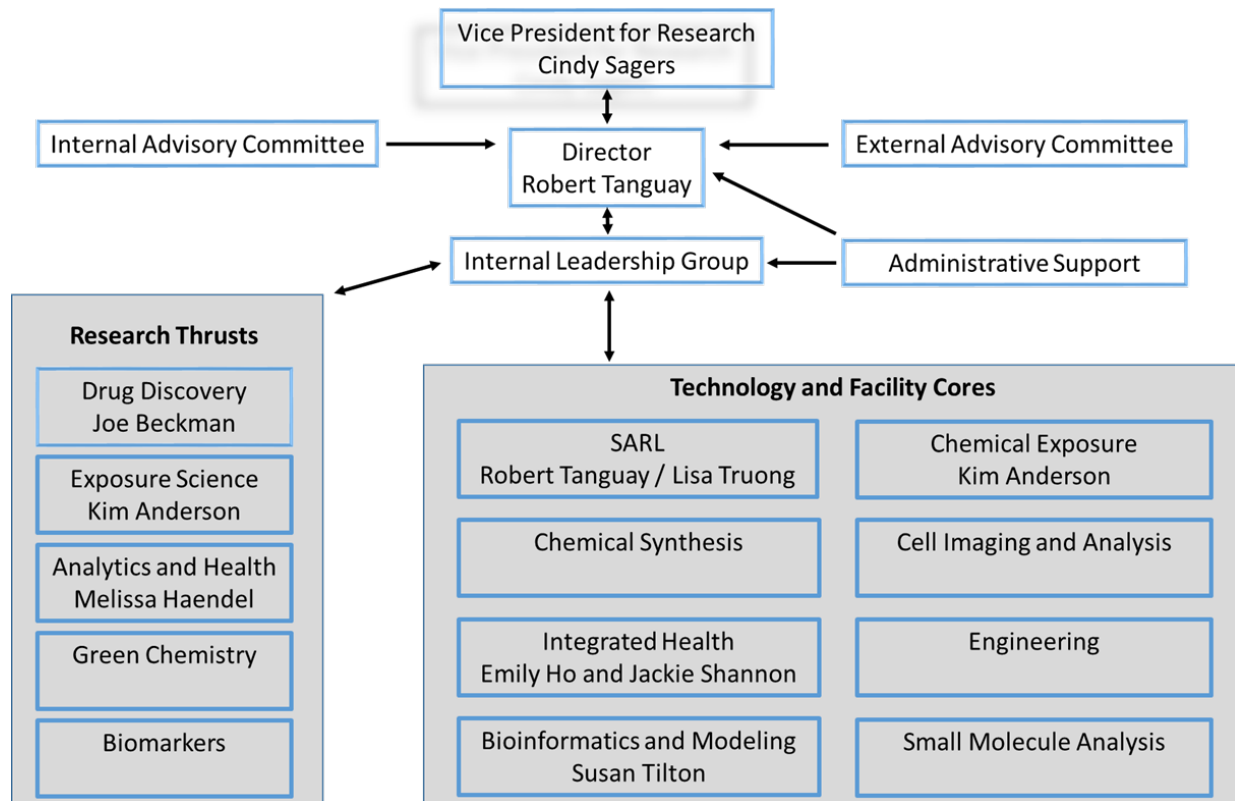 Vice President for Research
Cindy Sagers
Internal Advisory Committee
Director
Robert Tanguay
External Advisory Committee
Internal Leadership Group
Administrative Support
Research Thrusts
Drug Discovery
Joe Beckman
Exposure Science
Kim Anderson
Analytics and Health
Melissa Haendel
Green Chemistry
Biomarkers
Technology and Facility Cores
SARL
Robert Tanguay / Lisa Truong
Chemical Exposure
Kim Anderson
Chemical Synthesis
Cell Imaging and Analysis
Integrated Health
Emily Ho and Jackie Shannon
Engineering
Bioinformatics and Modeling
Susan Tilton
Small Molecule Analysis